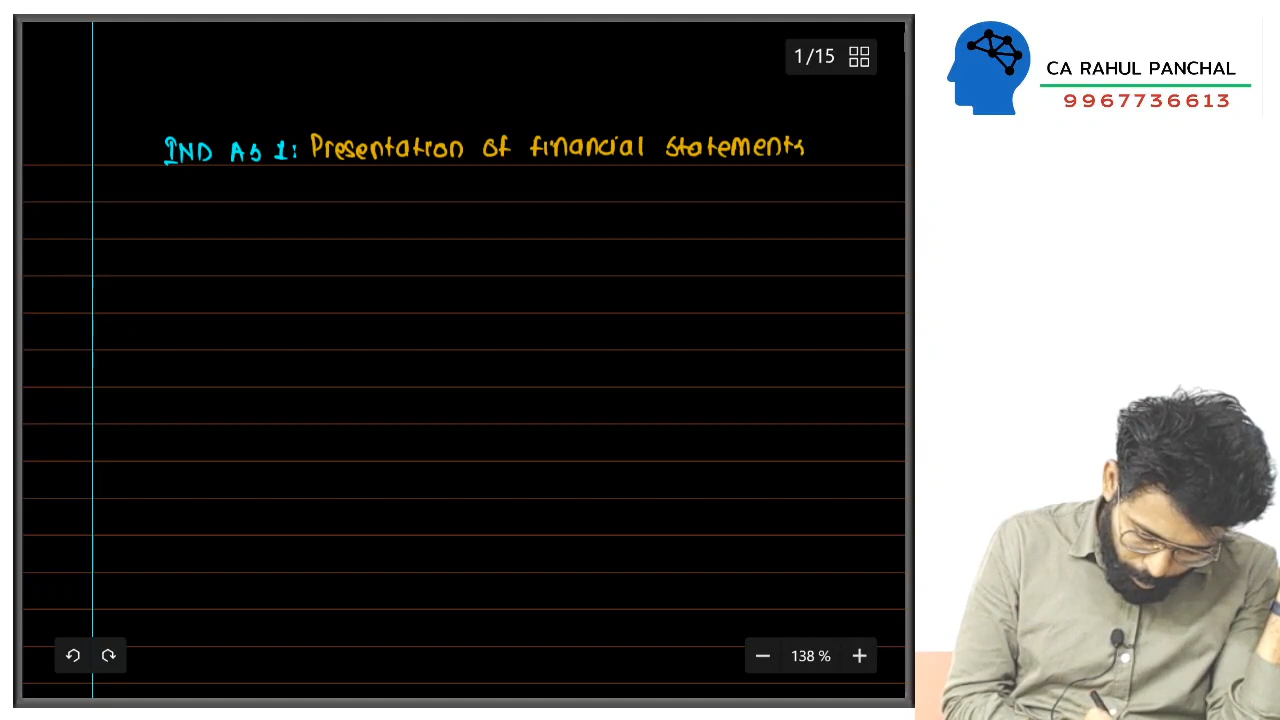 1/15
CA RAHUL PANCHAL
9967736613
IND AS 1: Presentation of financial statements
138 %